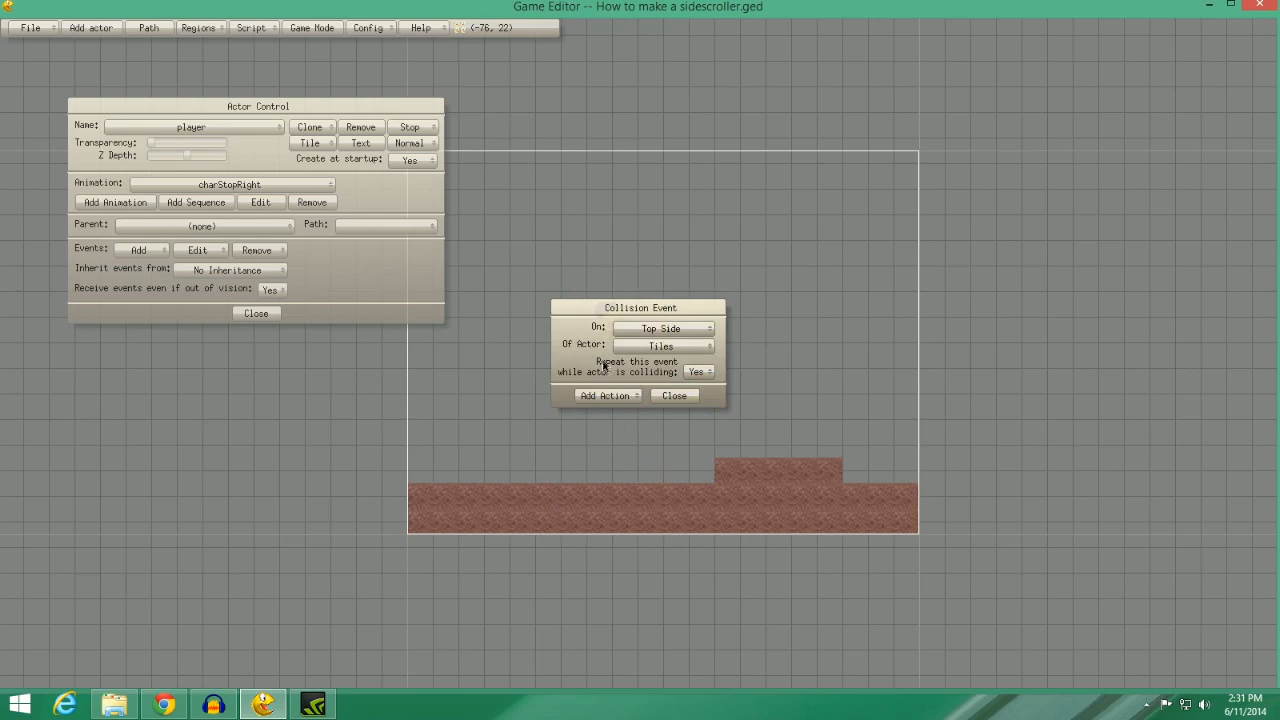 Game Editor -- How to make a sidescroller.ged
File Add actor Path Regions Script Game Mode Config Help (-76, 22)
Actor Control
Name: player Clone Remove Stop
Transparency: Tile Text Normal
Z Depth: Create at startup: Yes
Animation: charStopRight
Add Animation Add Sequence Edit Remove
Parent: (none) Path:
Events: Add Edit Remove
Inherit events from: No Inheritance
Receive events even if out of vision: Yes
Close
Collision Event
On: Top Side
Of Actor: Tiles
Repeat this event
while actor is colliding: Yes
Add Action Close
2:31 PM
6/11/2014